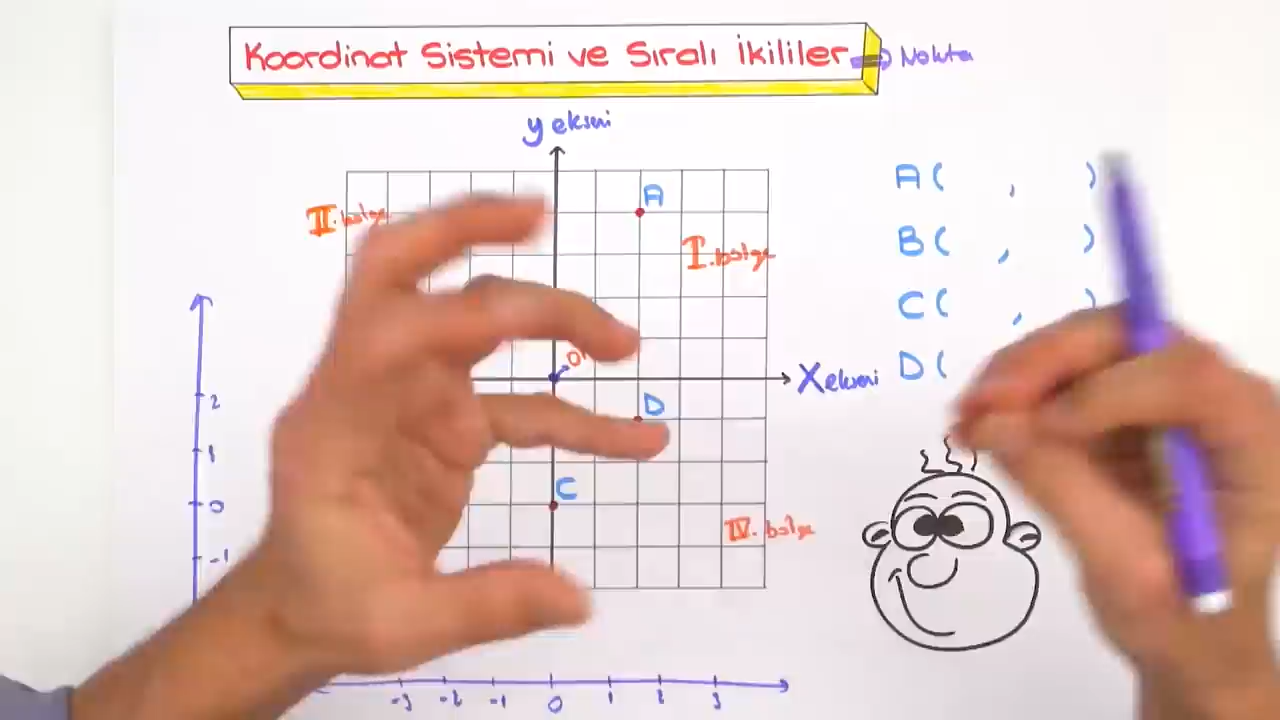 Koordinat Sistemi ve Sıralı İkililer
Nokta
y ekseni
A
A( , )
II. bölge
I. bölge
B( , )
C( , )
X ekseni
D(
D
2
1
C
0
IV. bölge
-1
-3 -2 -1 0 1 2 3